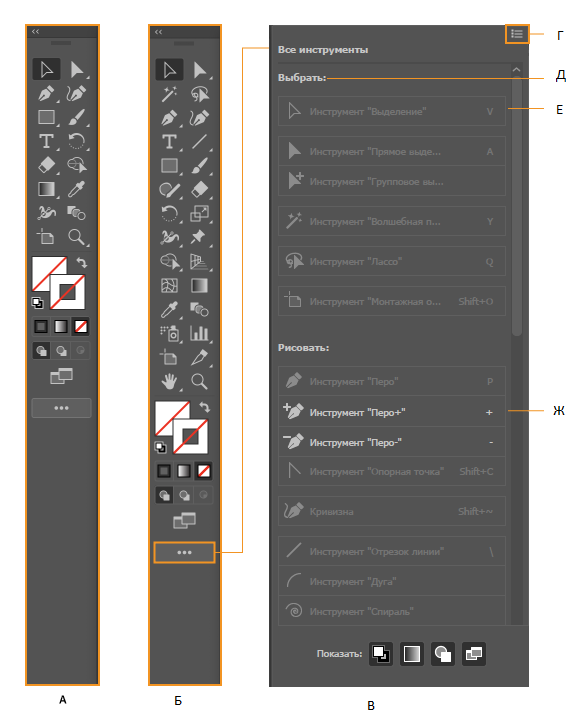 Г
Все инструменты
Выбрать:
Д
Инструмент "Выделение" V
Е
Инструмент "Прямое выде... A
Инструмент "Групповое вы...
Инструмент "Волшебная п... Y
Инструмент "Лассо" Q
Инструмент "Монтажная о... Shift+O
Рисовать:
Инструмент "Перо" P
Инструмент "Перо+" +
Ж
Инструмент "Перо-" -
Инструмент "Опорная точка" Shift+C
Кривизна Shift+~
Инструмент "Отрезок линии" \
Инструмент "Дуга"
Инструмент "Спираль"
Показать:
А
Б
В